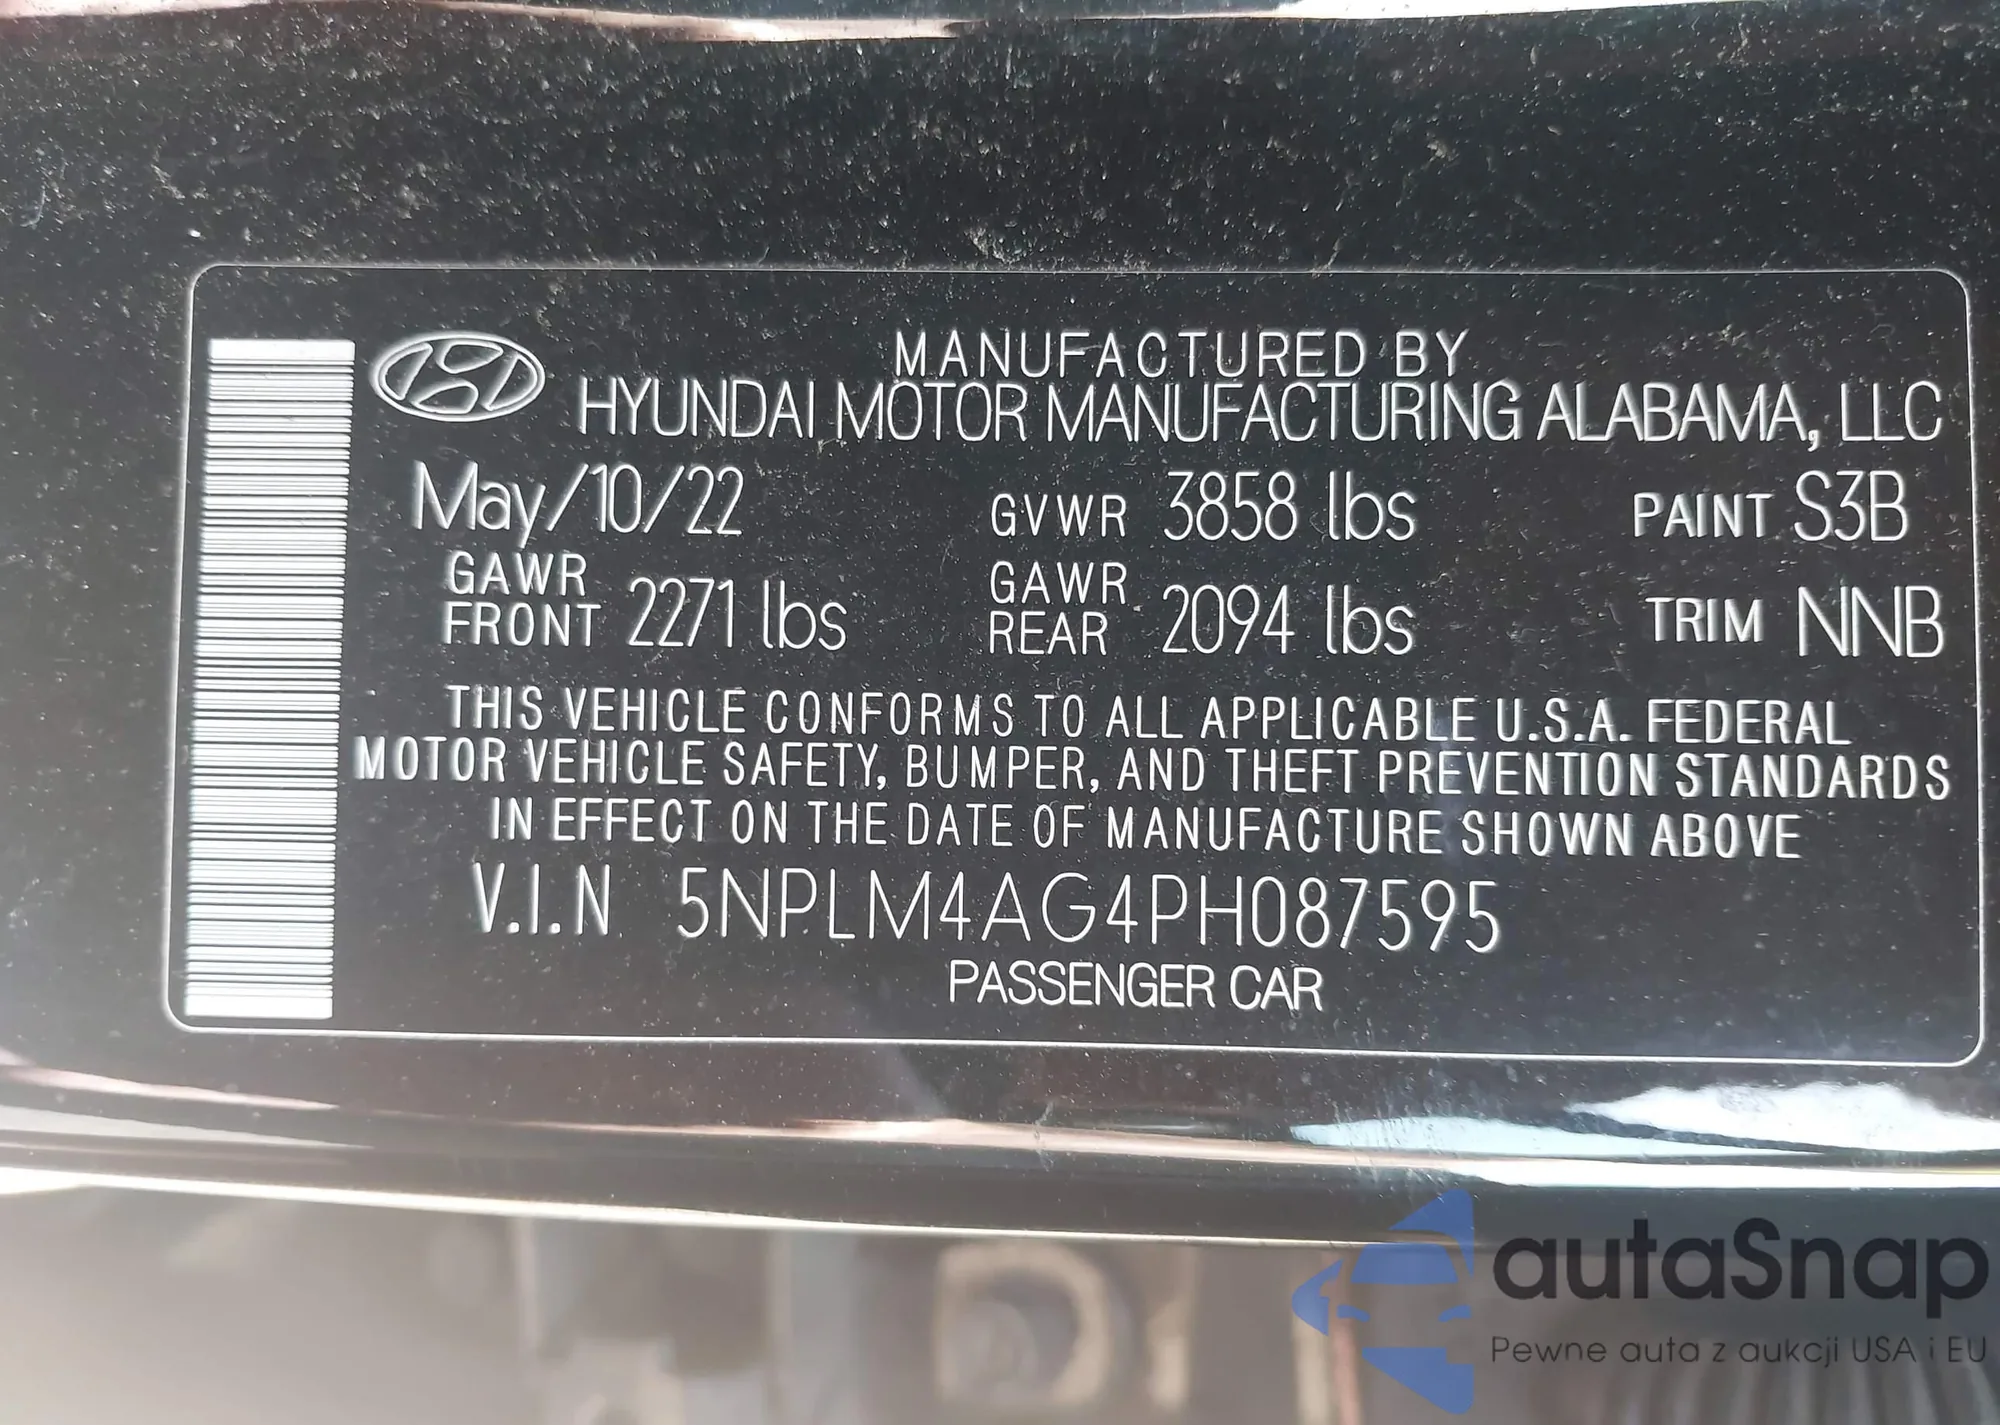 MANUFACTURED BY
HYUNDAI MOTOR MANUFACTURING ALABAMA, LLC
May/10/22 GVWR 3858 lbs PAINT S3B
GAWR FRONT 2271 lbs GAWR REAR 2094 lbs TRIM NNB
THIS VEHICLE CONFORMS TO ALL APPLICABLE U.S.A. FEDERAL
MOTOR VEHICLE SAFETY, BUMPER, AND THEFT PREVENTION STANDARDS
IN EFFECT ON THE DATE OF MANUFACTURE SHOWN ABOVE
V.I.N 5NPLM4AG4PH087595
PASSENGER CAR
autaSnap
Pewne auta z aukcji USA i EU